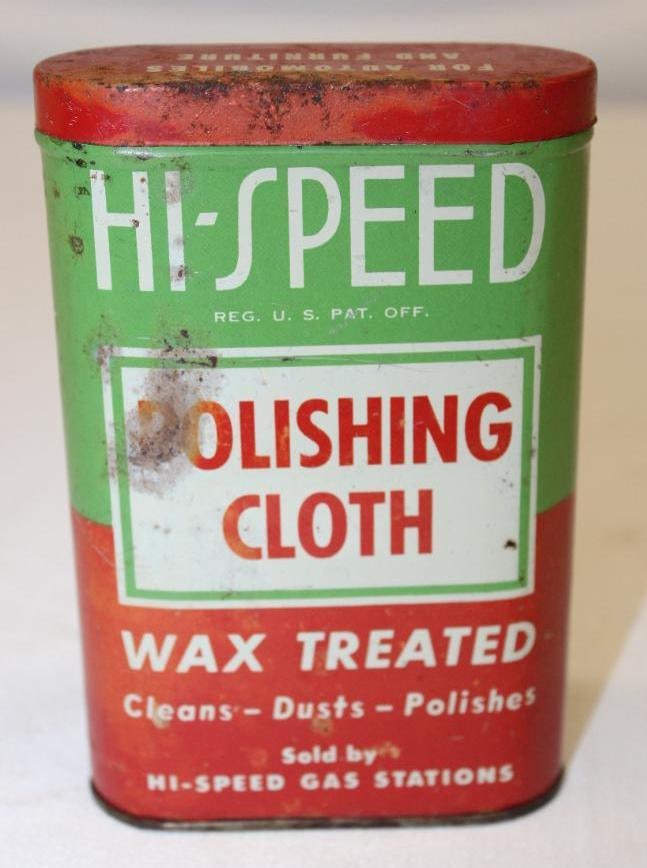 FOR AUTOMOBILES
AND FURNITURE
HI-SPEED
REG. U. S. PAT. OFF.
POLISHING
CLOTH
WAX TREATED
Cleans – Dusts – Polishes
Sold by
HI-SPEED GAS STATIONS